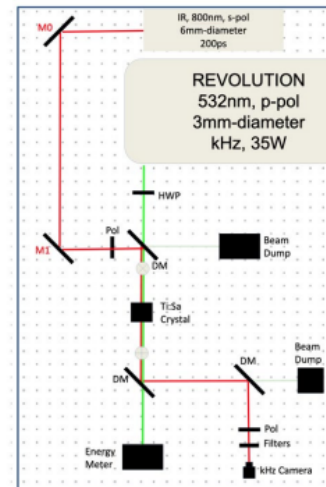 M0
IR, 800nm, s-pol
6mm-diameter
200ps
REVOLUTION
532nm, p-pol
3mm-diameter
kHz, 35W
HWP
Pol
M1
DM
Beam
Dump
Ti:Sa
Crystal
DM
DM
Beam
Dump
Pol
Filters
Energy
Meter
kHz Camera